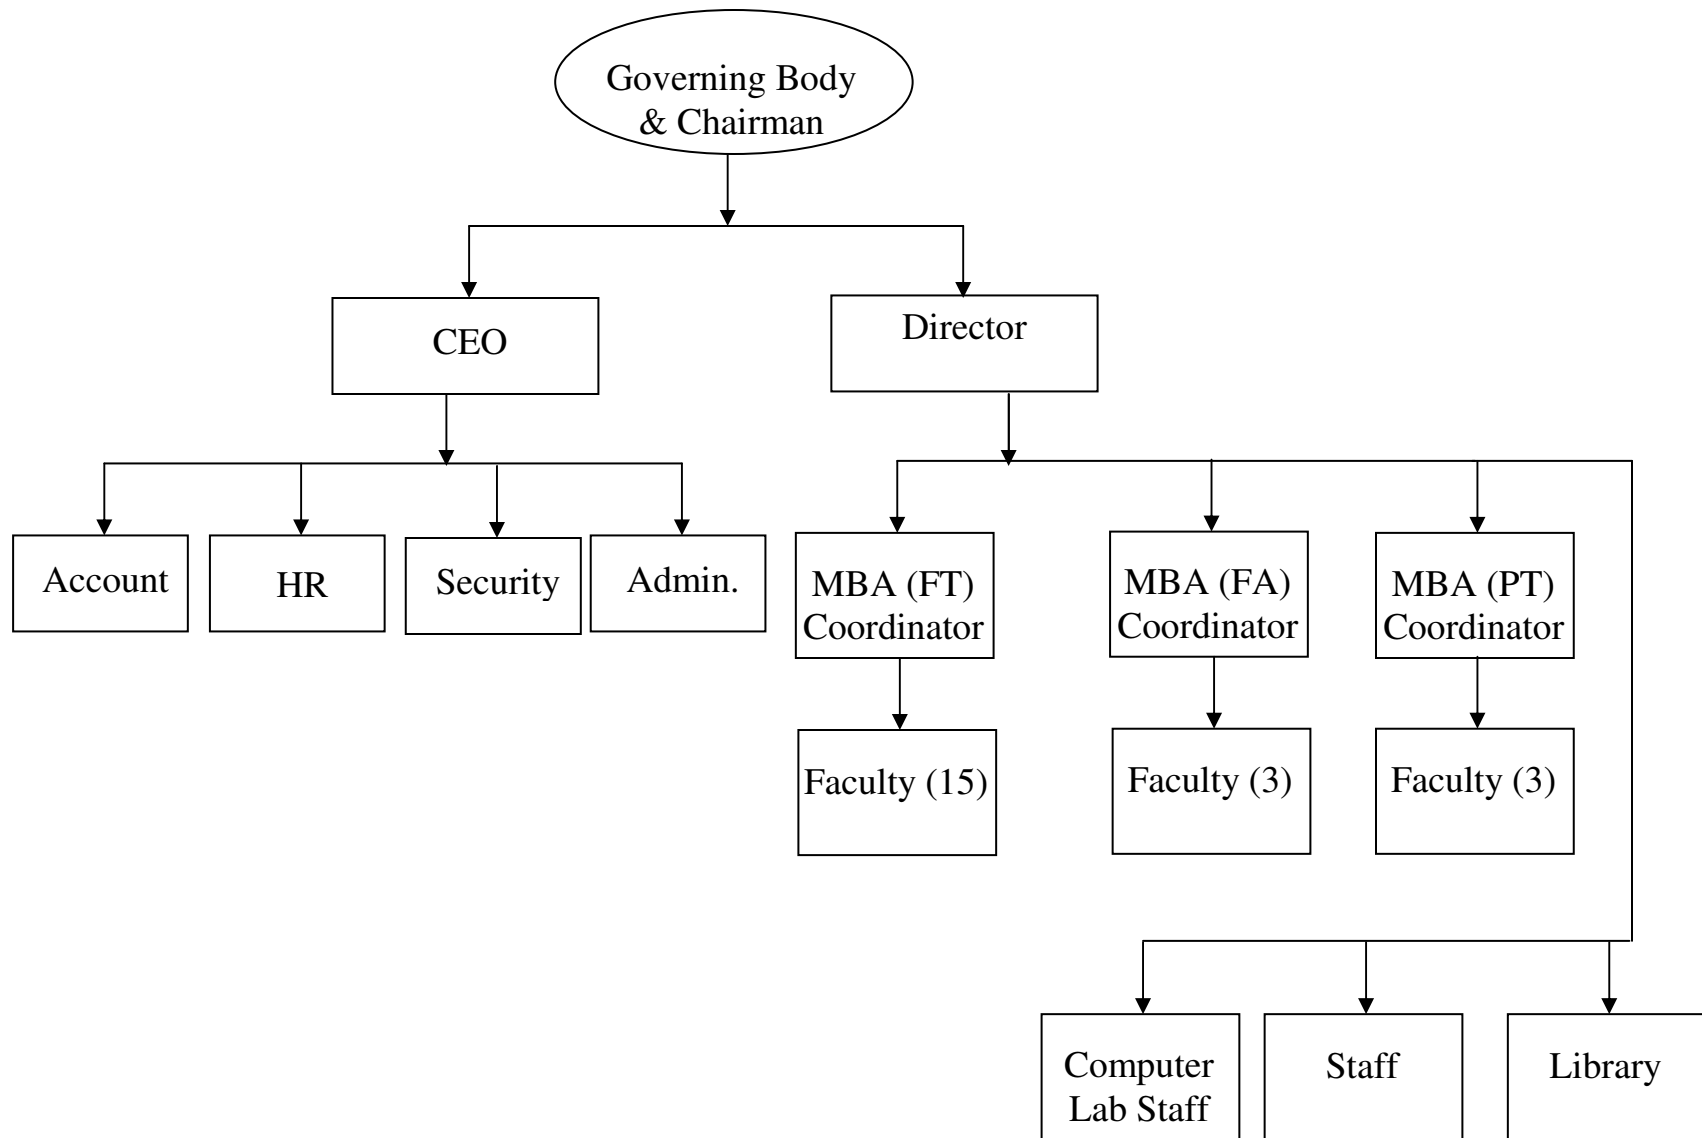 Governing Body
& Chairman
CEO
Director
Account
HR
Security
Admin.
MBA (FT)
Coordinator
MBA (FA)
Coordinator
MBA (PT)
Coordinator
Faculty (15)
Faculty (3)
Faculty (3)
Computer
Lab Staff
Staff
Library